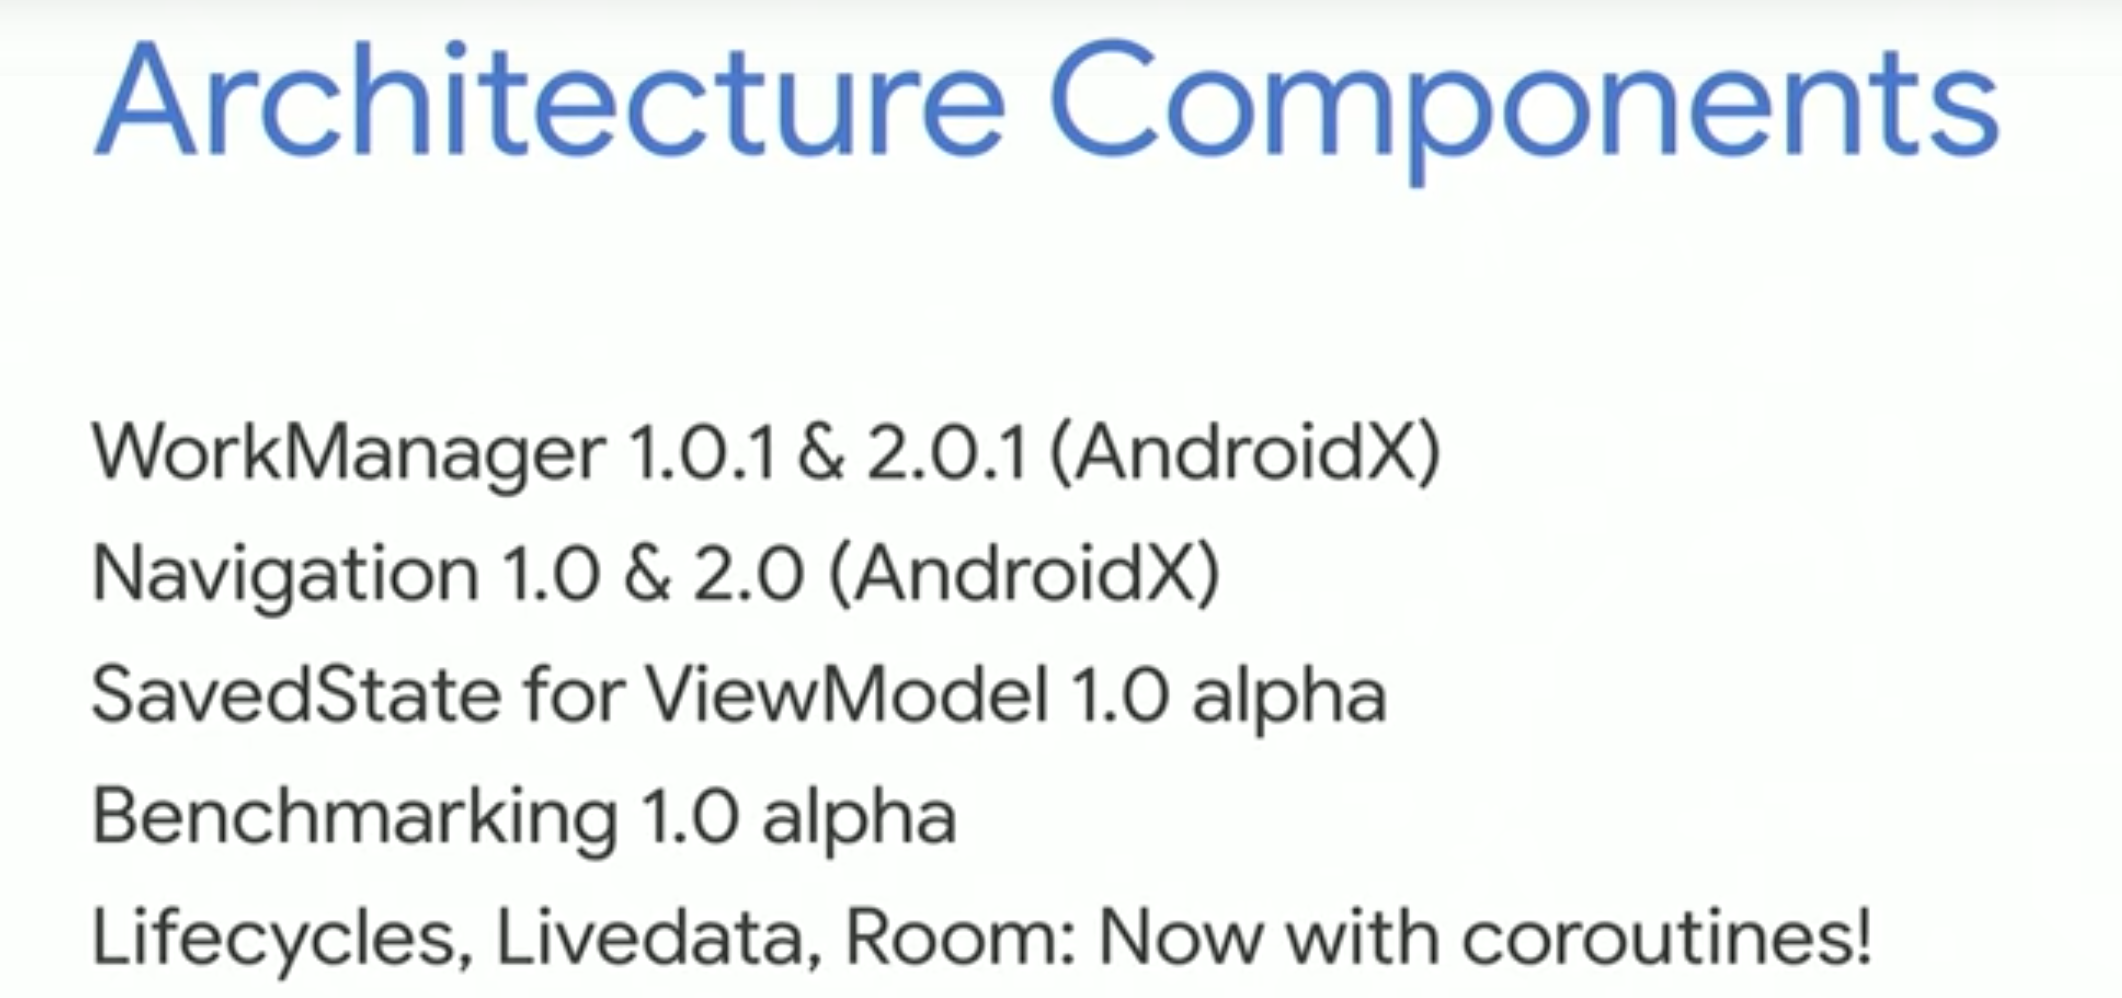 Architecture Components
WorkManager 1.0.1 & 2.0.1 (AndroidX)
Navigation 1.0 & 2.0 (AndroidX)
SavedState for ViewModel 1.0 alpha
Benchmarking 1.0 alpha
Lifecycles, Livedata, Room: Now with coroutines!